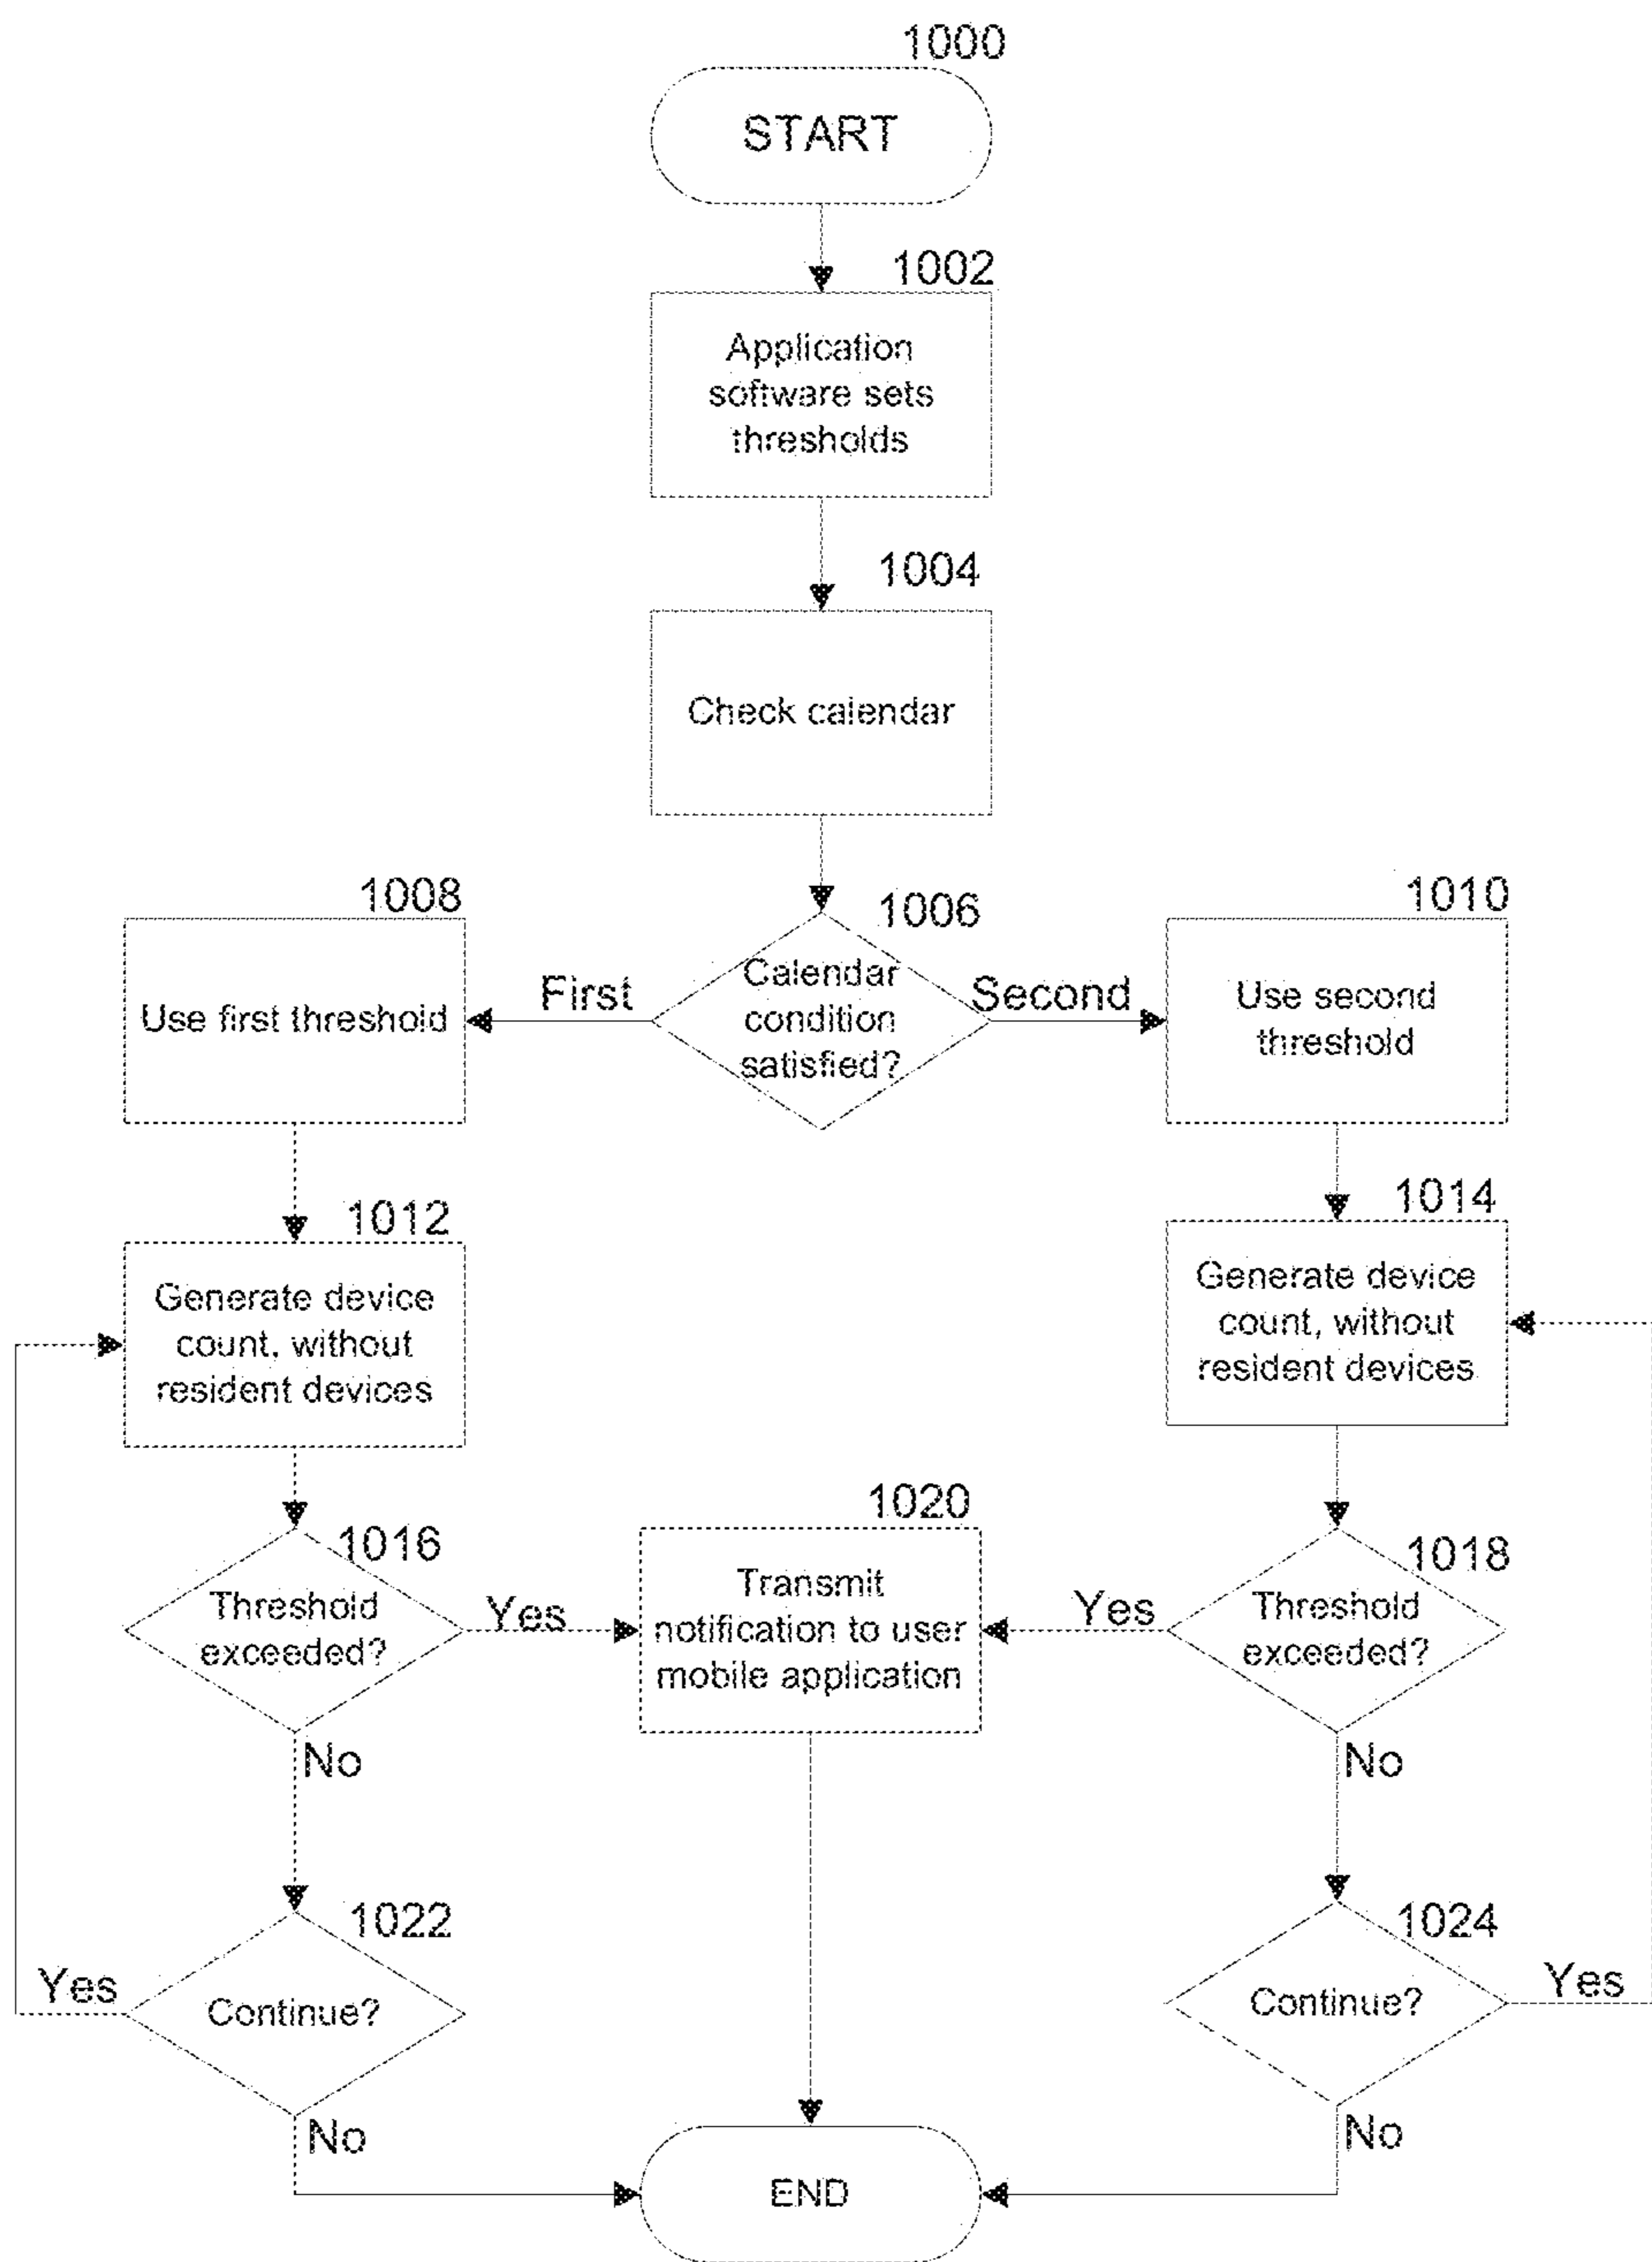 1000
START
1002
Application
software sets
thresholds
1004
Check calendar
1008
1006
1010
Use first threshold
First
Calendar
condition
satisfied?
Second
Use second
threshold
1012
Generate device
count, without
resident devices
1014
Generate device
count, without
resident devices
1016
Threshold
exceeded?
Yes
1020
Transmit
notification to user
mobile application
Yes
1018
Threshold
exceeded?
No
No
1022
Continue?
Yes
1024
Continue?
Yes
No
END
No